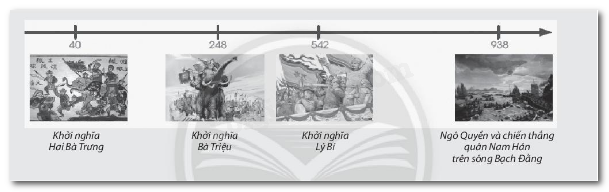 40
248
542
938
Khởi nghĩa
Hai Bà Trưng
Khởi nghĩa
Bà Triệu
Khởi nghĩa
Lý Bí
Ngô Quyền và chiến thắng
quân Nam Hán
trên sông Bạch Đằng